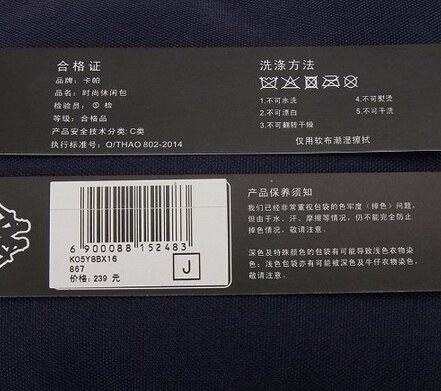 合格证
品牌：卡帕
品名：时尚休闲包
检验员：①检
等级：合格品
产品安全技术分类：C类
执行标准号：Q/THAO 802-2014
洗涤方法
1.不可水洗
4.不可熨烫
2.不可漂白
5.不可干洗
3.不可翻转干燥
仅用软布潮湿擦拭
6 900088 152483
K05Y8BX16
867
价格：239 元
J
产品保养须知
我们已经非常重视包袋的色牢度（掉色）问题，
但由于水、汗、摩擦等情况，仍不能完全防止
掉色情况，敬请注意。
深色及特殊颜色的包袋有可能导致浅色衣物染
色；浅色包袋亦有可能被深色及牛仔衣物染色，
敬请注意。